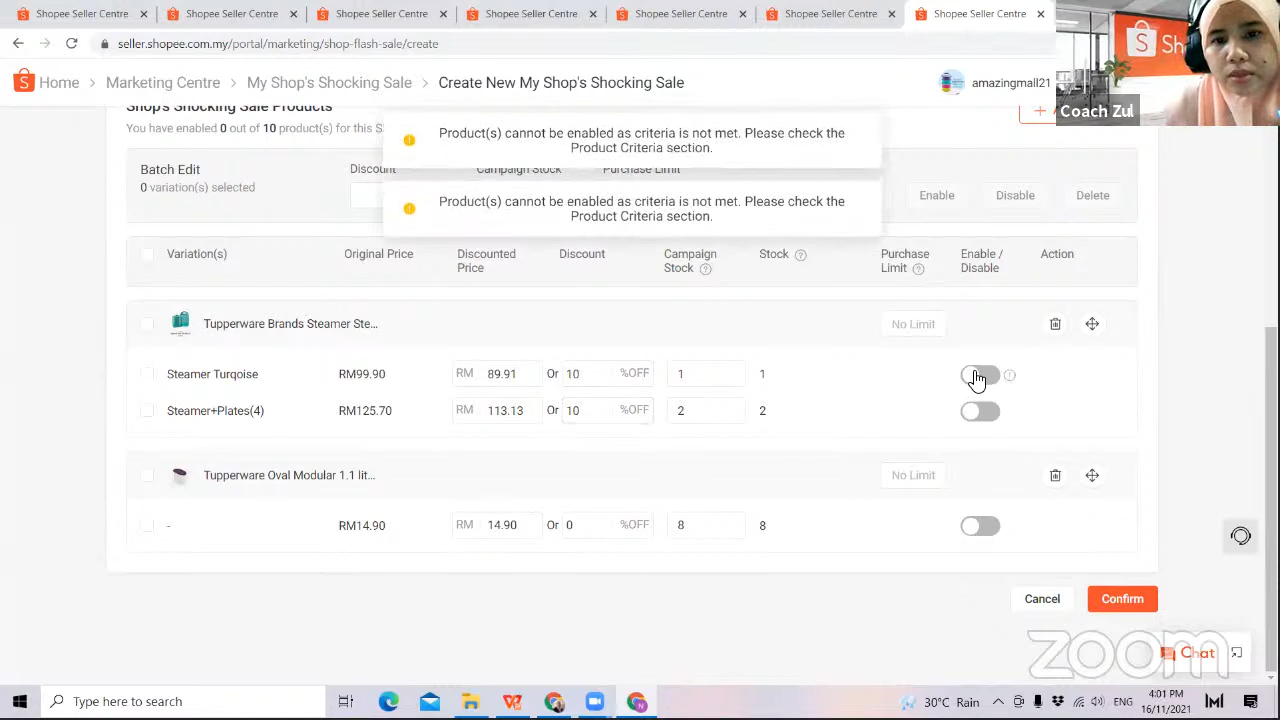 Shopee Seller Centre
Shopee Seller Centre
Shopee Seller Centre
Shopee Seller Centre
Shopee Seller Centre
Shopee Seller Centre
Shopee Seller Centre
seller.shopee.com.my/portal/marketing/shop-flash-sale/create
Home > Marketing Centre > My Shop's Shocking Sale > Create New My Shop's Shocking Sale
amazingmall21
Sh
Coach Zul
Shop's Shocking Sale Products
You have enabled 0 out of 10 product(s) for this
Product(s) cannot be enabled as criteria is not met. Please check the
Product Criteria section.
Batch Edit
0 variation(s) selected
Discount
Campaign Stock
Purchase Limit
Enable
Disable
Delete
Product(s) cannot be enabled as criteria is not met. Please check the
Product Criteria section.
Variation(s)
Original Price
Discounted
Price
Discount
Campaign
Stock
Stock
Purchase
Limit
Enable /
Disable
Action
Tupperware Brands Steamer Ste...
No Limit
Steamer Turqoise RM99.90 RM 89.91 Or 10 %OFF 1 1
Steamer+Plates(4) RM125.70 RM 113.13 Or 10 %OFF 2 2
Tupperware Oval Modular 1.1 lit...
No Limit
- RM14.90 RM 14.90 Or 0 %OFF 8 8
Cancel
Confirm
zoom
Chat
Type here to search
30°C Rain
ENG
4:01 PM
16/11/2021